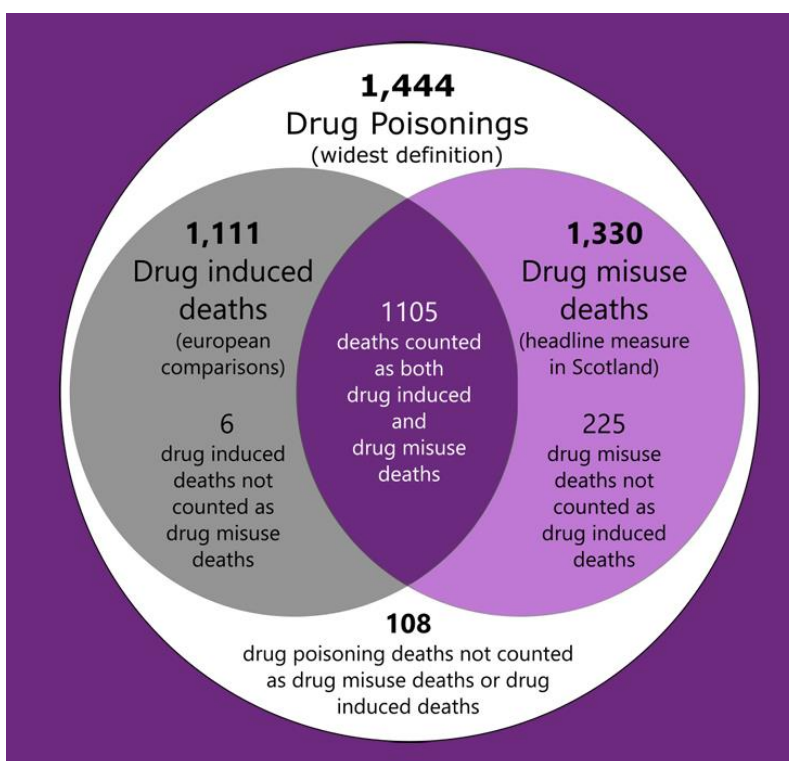 1,444
Drug Poisonings
(widest definition)
1,111
Drug induced
deaths
(european
comparisons)
6
drug induced
deaths not
counted as
drug misuse
deaths
1105
deaths counted
as both
drug induced
and
drug misuse
deaths
1,330
Drug misuse
deaths
(headline measure
in Scotland)
225
drug misuse
deaths not
counted as
drug induced
deaths
108
drug poisoning deaths not counted
as drug misuse deaths or drug
induced deaths